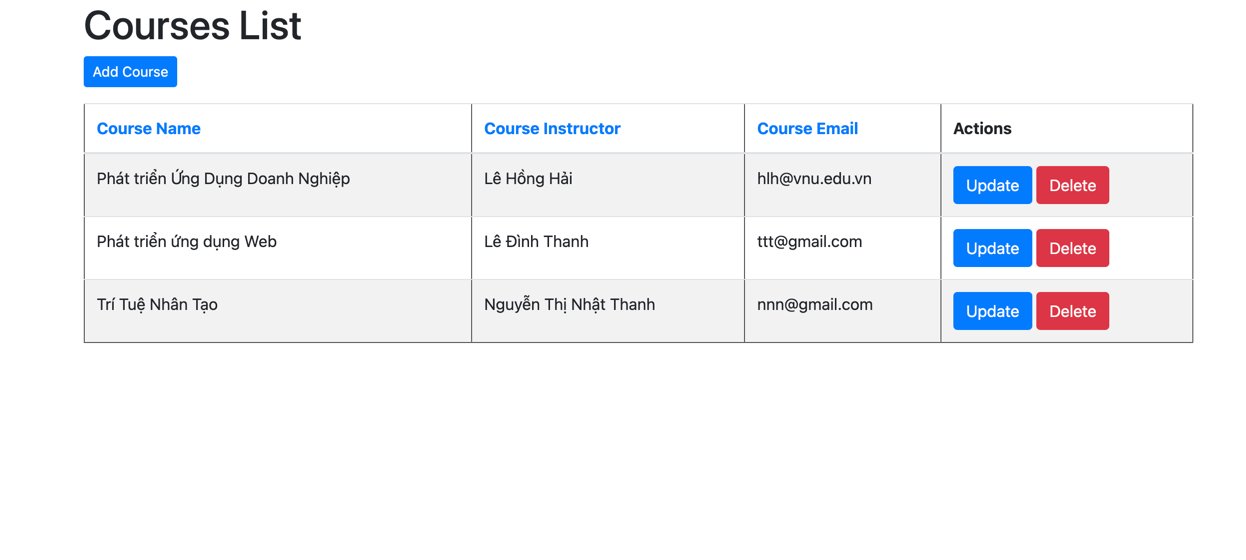 Courses List
Add Course
Course Name Course Instructor Course Email Actions
Phát triển Ứng Dụng Doanh Nghiệp Lê Hồng Hải hlh@vnu.edu.vn Update Delete
Phát triển ứng dụng Web Lê Đình Thanh ttt@gmail.com Update Delete
Trí Tuệ Nhân Tạo Nguyễn Thị Nhật Thanh nnn@gmail.com Update Delete